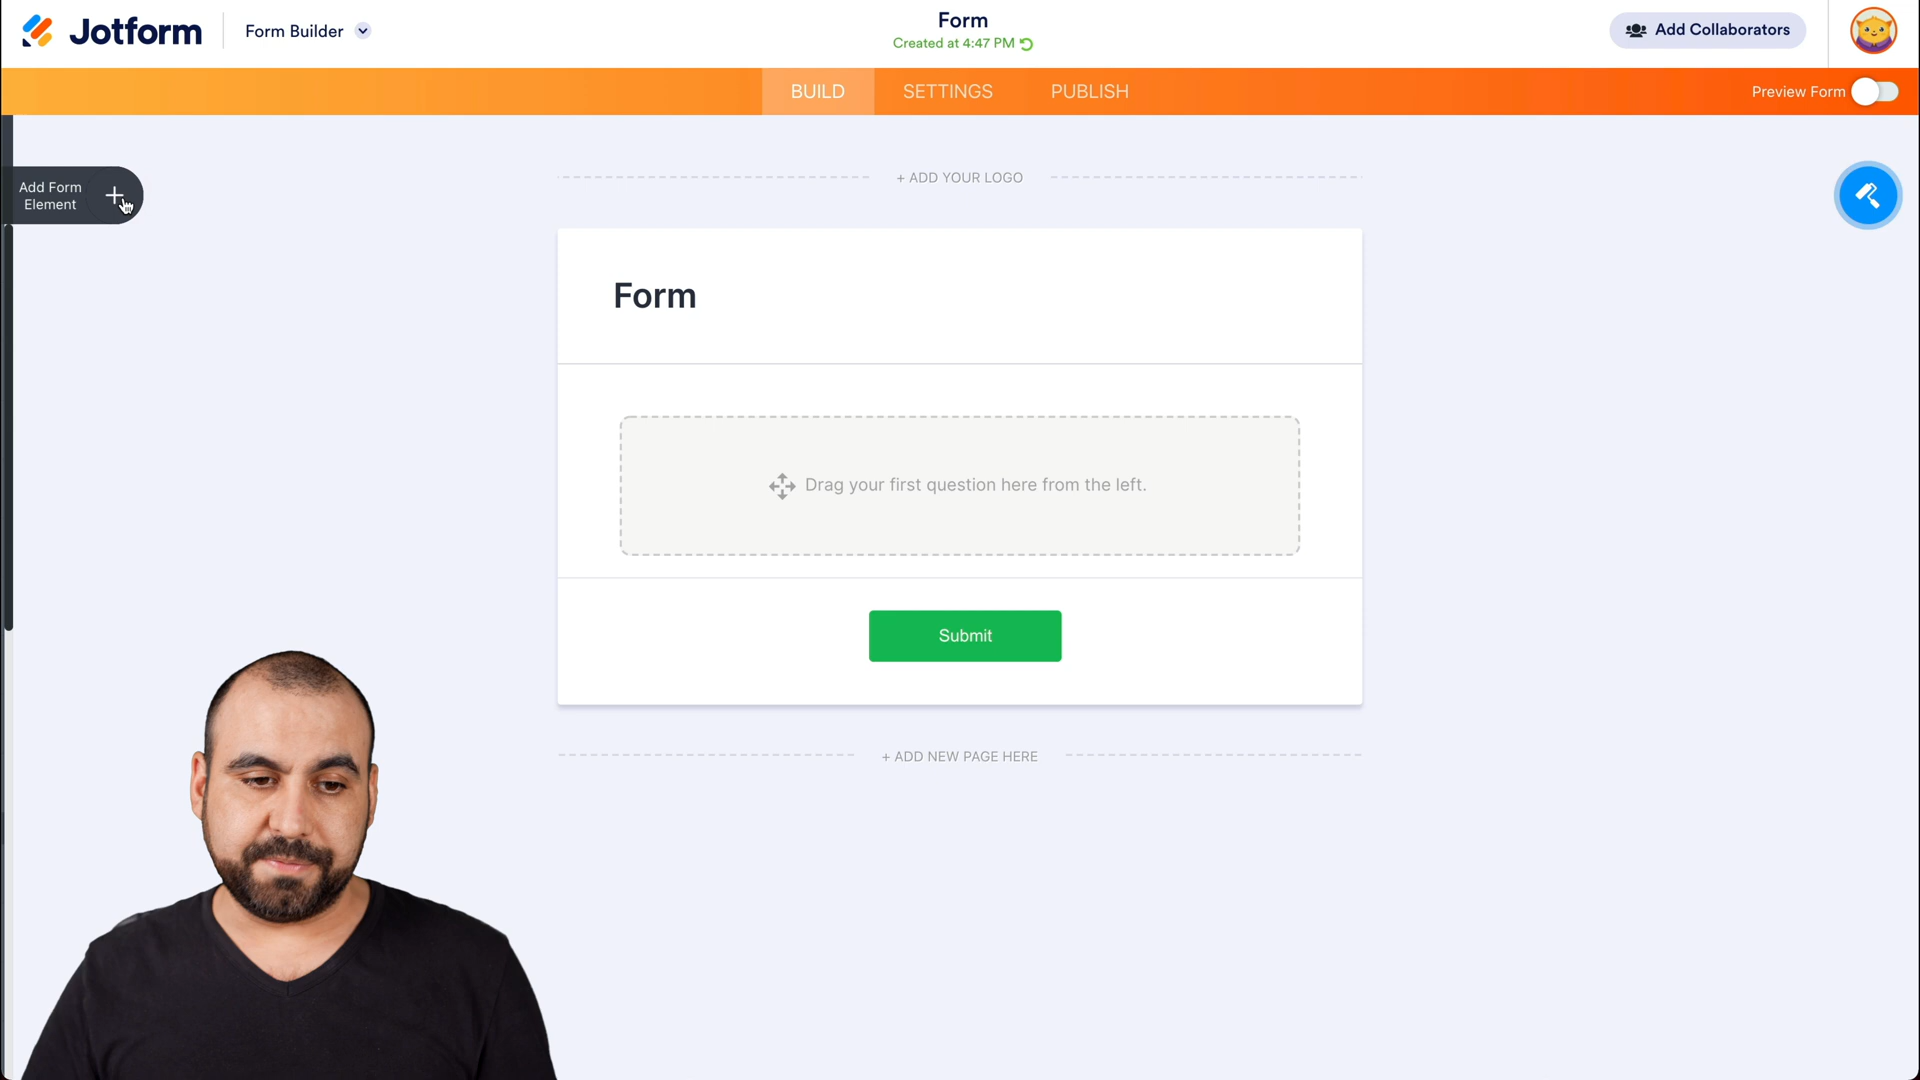 Jotform
Form Builder
Form
Created at 4:47 PM
Add Collaborators
BUILD
SETTINGS
PUBLISH
Preview Form
Add Form
Element
+ ADD YOUR LOGO
Form
Drag your first question here from the left.
Submit
+ ADD NEW PAGE HERE